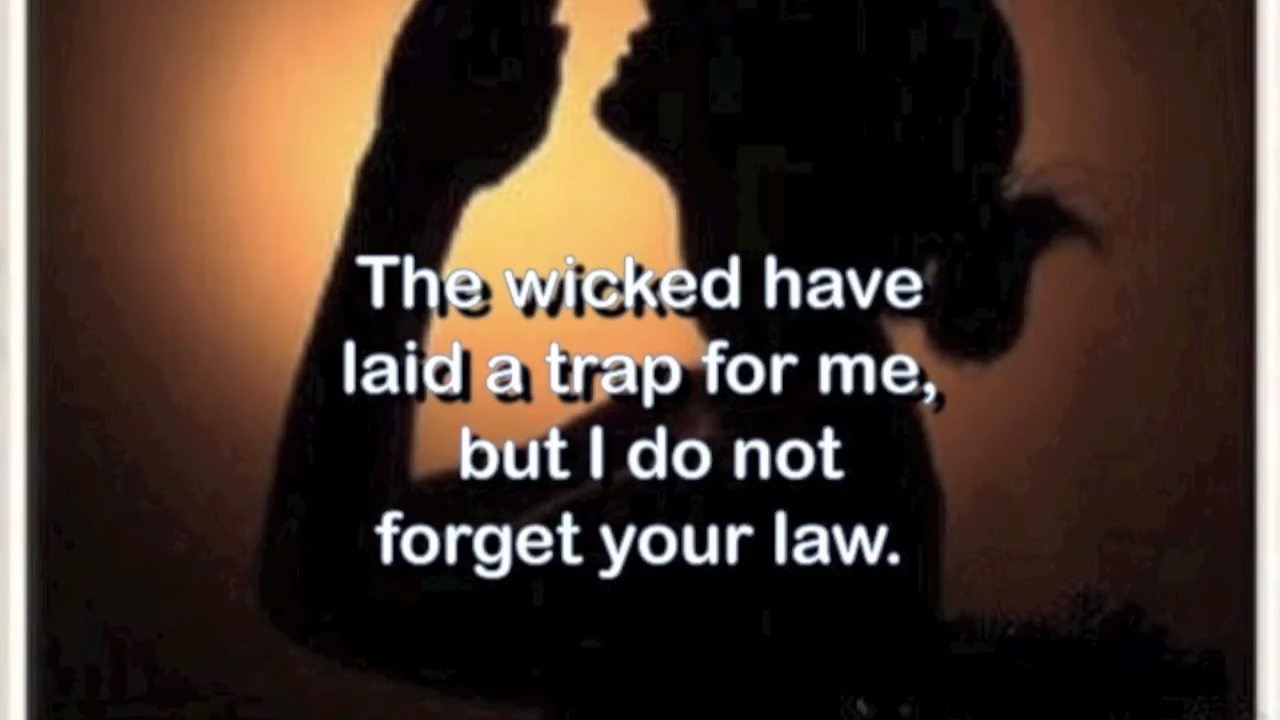 The wicked have
laid a trap for me,
but I do not
forget your law.